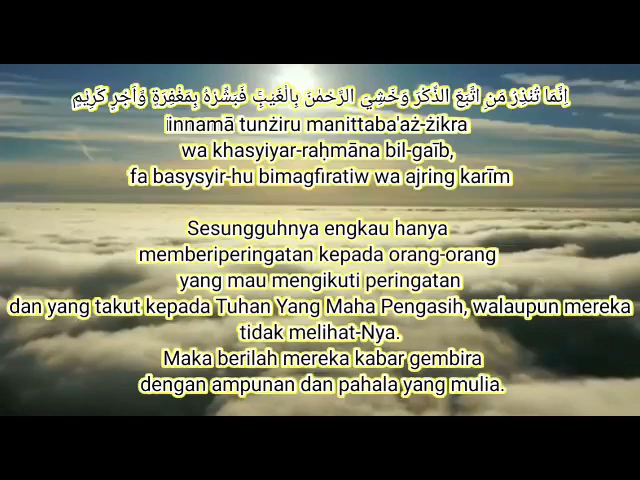 اِنَّمَا تُنْذِرُ مَنِ اتَّبَعَ الذِّكْرَ وَخَشِيَ الرَّحْمٰنَ بِالْغَيْبِۚ فَبَشِّرْهُ بِمَغْفِرَةٍ وَّاَجْرٍ كَرِيْمٍ
innamā tunżiru manittaba'aż-żikra
wa khasyiyar-raḥmāna bil-gaīb,
fa basysyir-hu bimagfiratiw wa ajring karīm
Sesungguhnya engkau hanya
memberiperingatan kepada orang-orang
yang mau mengikuti peringatan
dan yang takut kepada Tuhan Yang Maha Pengasih, walaupun mereka
tidak melihat-Nya.
Maka berilah mereka kabar gembira
dengan ampunan dan pahala yang mulia.